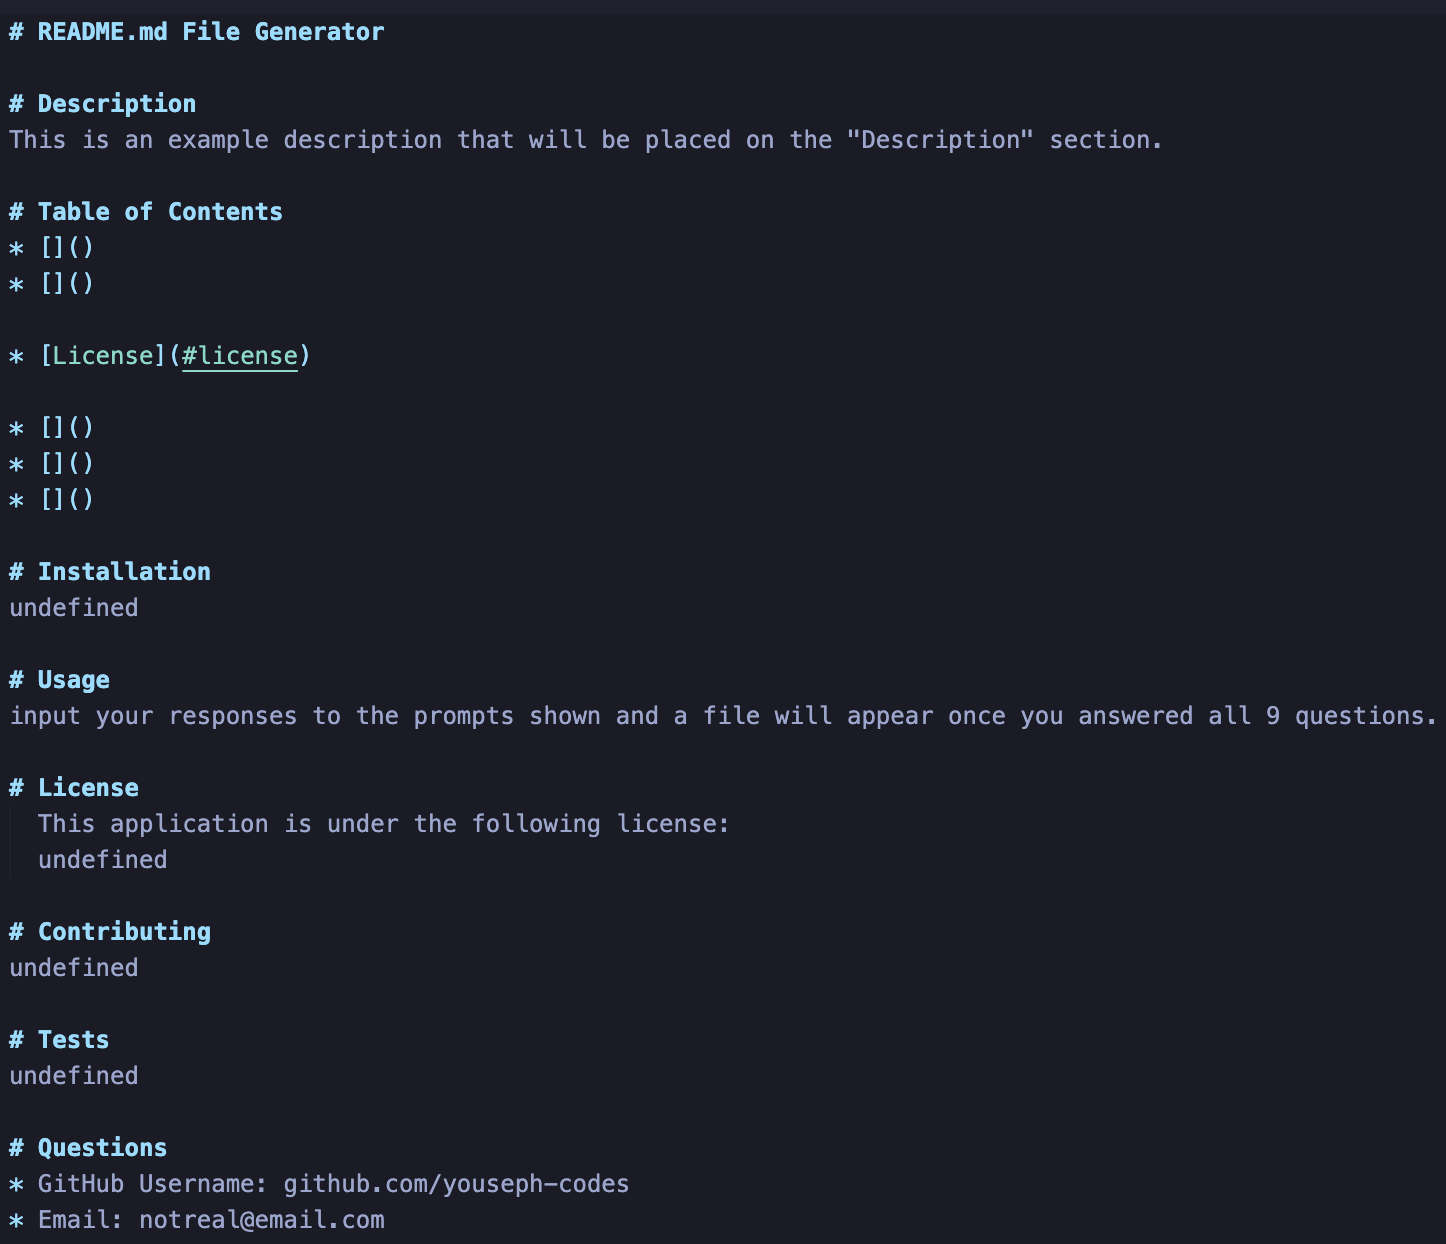 # README.md File Generator
# Description
This is an example description that will be placed on the "Description" section.
# Table of Contents
* []()
* []()
* [License](#license)
* []()
* []()
* []()
# Installation
undefined
# Usage
input your responses to the prompts shown and a file will appear once you answered all 9 questions.
# License
This application is under the following license:
undefined
# Contributing
undefined
# Tests
undefined
# Questions
* GitHub Username: github.com/youseph-codes
* Email: notreal@email.com